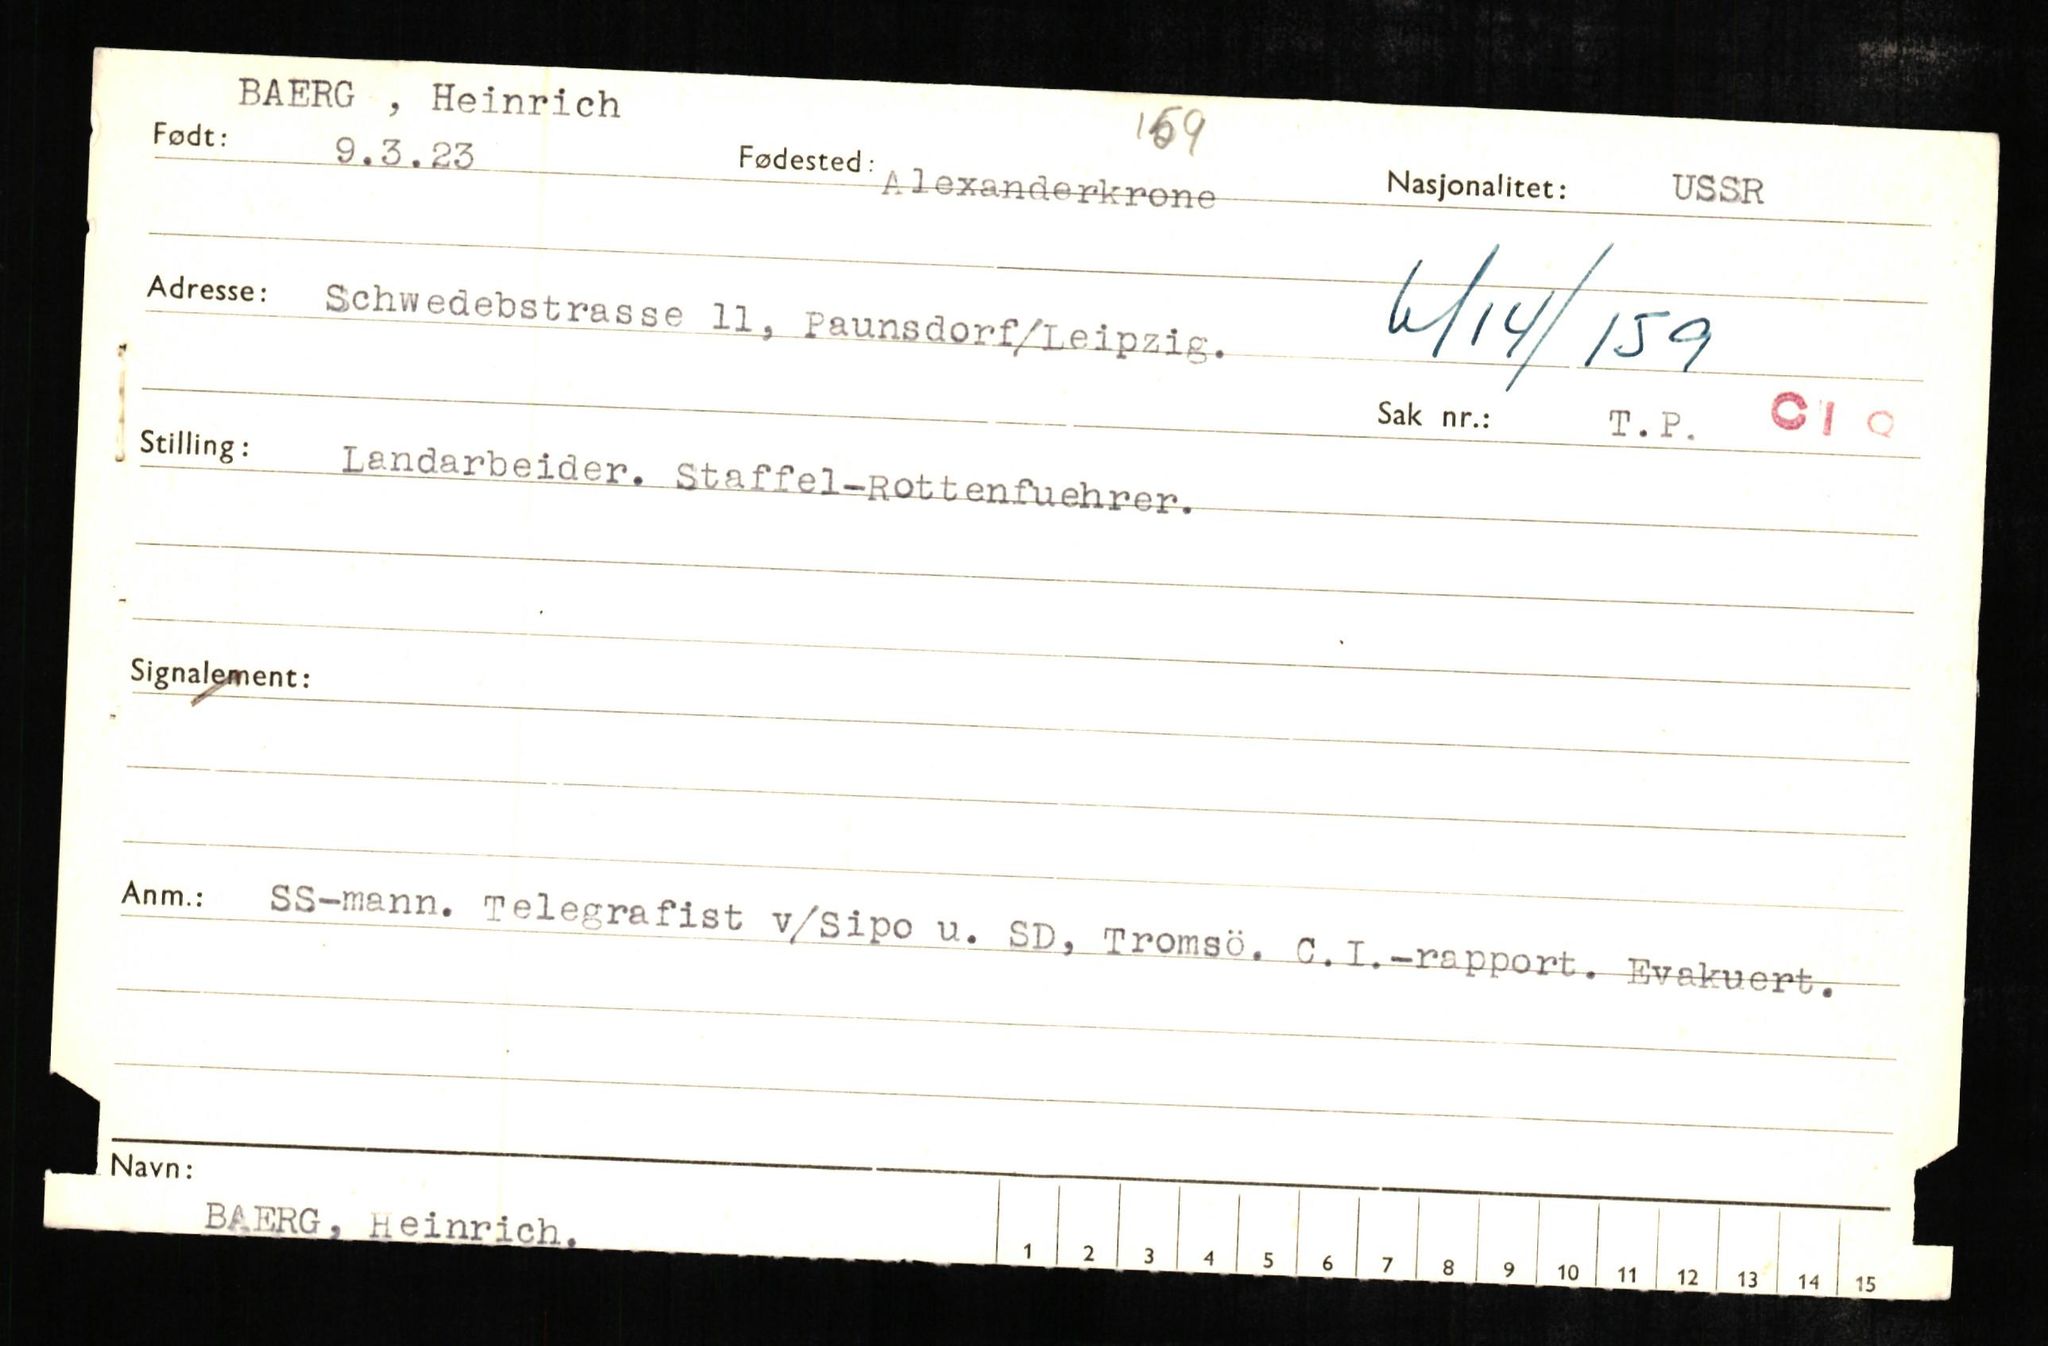 BAERG , Heinrich
159
Født: 9.3.23 Fødested: Alexanderkrone Nasjonalitet: USSR
Adresse: Schwedebstrasse 11, Paunsdorf/Leipzig. /14/159
Sak nr.: T.P. CIQ
Stilling: Landarbeider. Staffel-Rottenfuehrer.
Signalement:
Anm.: SS-mann. Telegrafist v/Sipo u. SD, Tromsö. C.I.-rapport. Evakuert.
Navn:
BAERG, Heinrich.
1 2 3 4 5 6 7 8 9 10 11 12 13 14 15